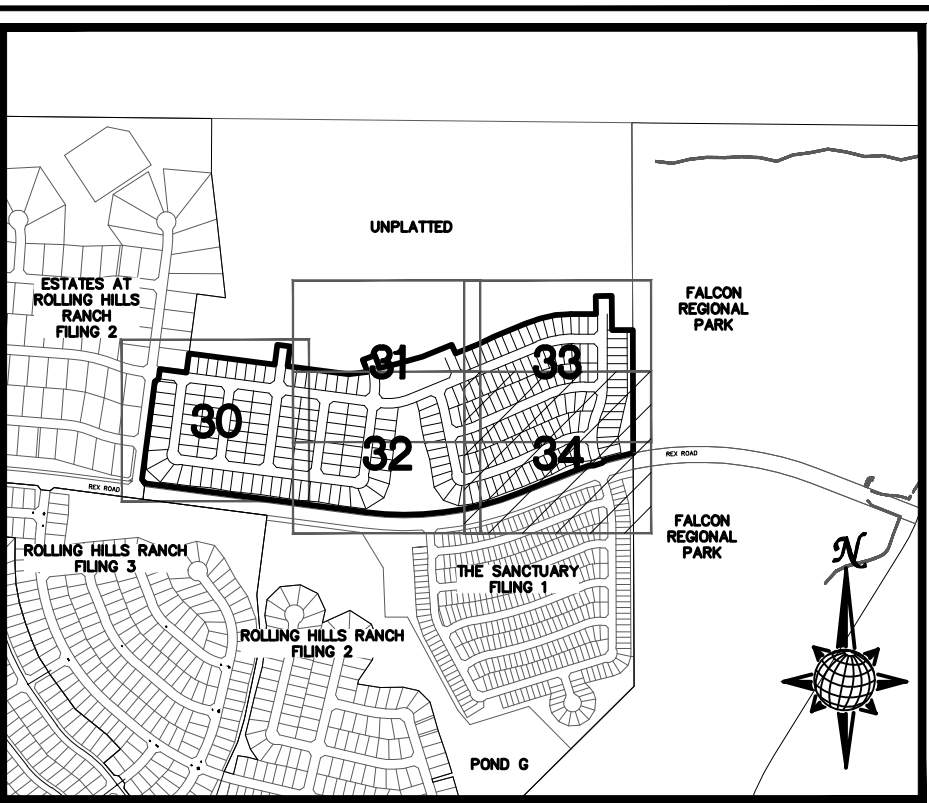 UNPLATTED
ESTATES AT
ROLLING HILLS
RANCH
FILING 2
FALCON
REGIONAL
PARK
31
33
30
32
34
REX ROAD
REX ROAD
FALCON
REGIONAL
PARK
N
ROLLING HILLS RANCH
FILING 3
THE SANCTUARY
FILING 1
ROLLING HILLS RANCH
FILING 2
POND G